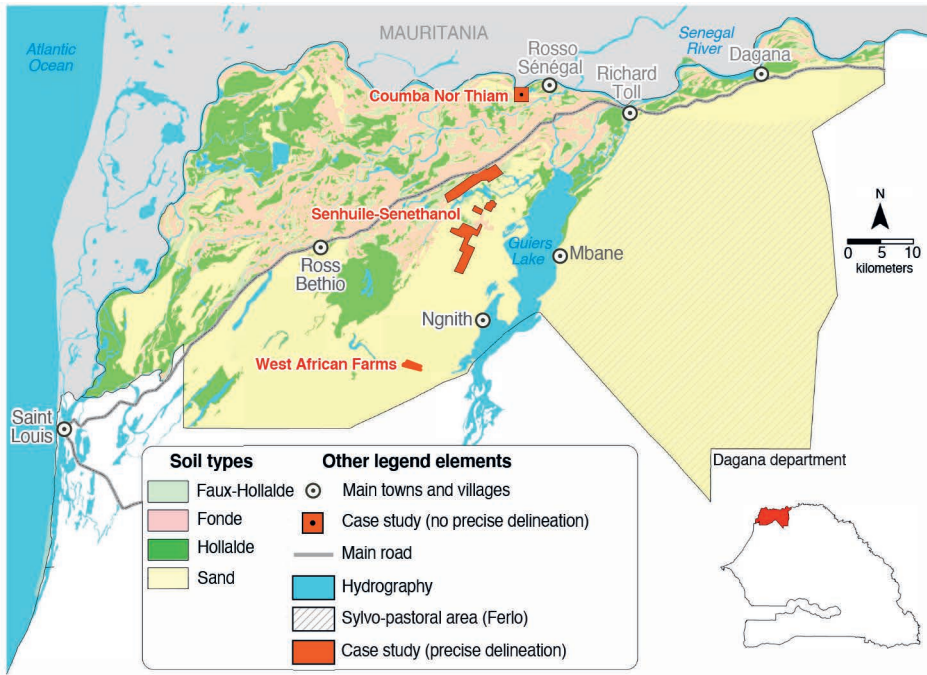 MAURITANIA
Atlantic
Ocean
Senegal
River
Rosso
Sénégal
Dagana
Richard
Toll
Coumba Nor Thiam
Senhuile-Senethanol
N
0 5 10
kilometers
Guiers
Lake
Mbane
Ross
Bethio
Ngnith
West African Farms
Saint
Louis
Dagana department
Soil types
Faux-Hollalde
Fonde
Hollalde
Sand
Other legend elements
Main towns and villages
Case study (no precise delineation)
Main road
Hydrography
Sylvo-pastoral area (Ferlo)
Case study (precise delineation)